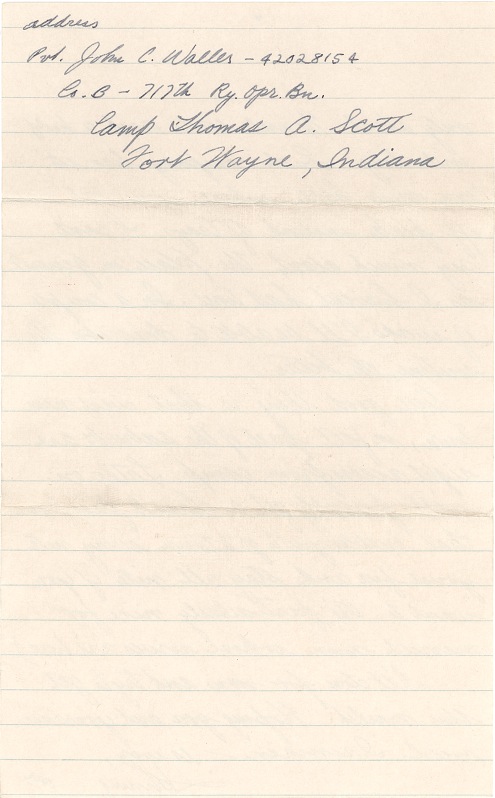 address
Pvt. John C. Waller - 42028154
Co. B - 717th Ry. Opr. Bn.
Camp Thomas A. Scott
Fort Wayne, Indiana